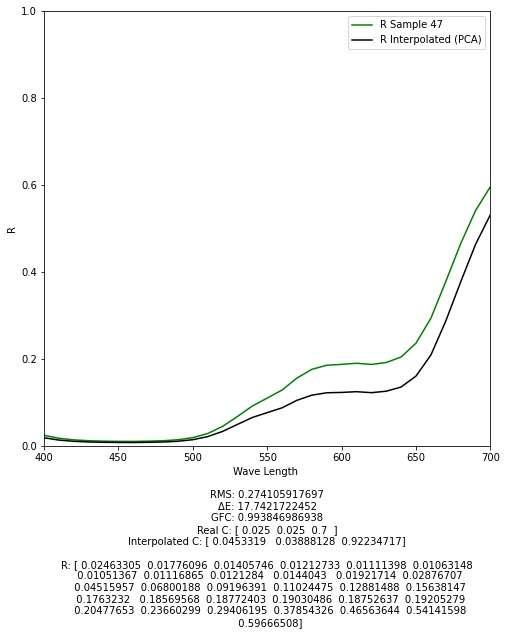 1.0
R Sample 47
R Interpolated (PCA)
0.8
0.6
R
0.4
0.2
0.0
400 450 500 550 600 650 700
Wave Length
RMS: 0.274105917697
ΔE: 17.7421722452
GFC: 0.993846986938
Real C: [ 0.025 0.025 0.7 ]
Interpolated C: [ 0.0453319 0.03888128 0.92234717]
R: [ 0.02463305 0.01776096 0.01405746 0.01212733 0.01111398 0.01063148
0.01051367 0.01116865 0.0121284 0.0144043 0.01921714 0.02876707
0.04515957 0.06800188 0.09196391 0.11024475 0.12881488 0.15638147
0.1763232 0.18569568 0.18772403 0.19030486 0.18752637 0.19205279
0.20477653 0.23660299 0.29406195 0.37854326 0.46563644 0.54141598
0.59666508]